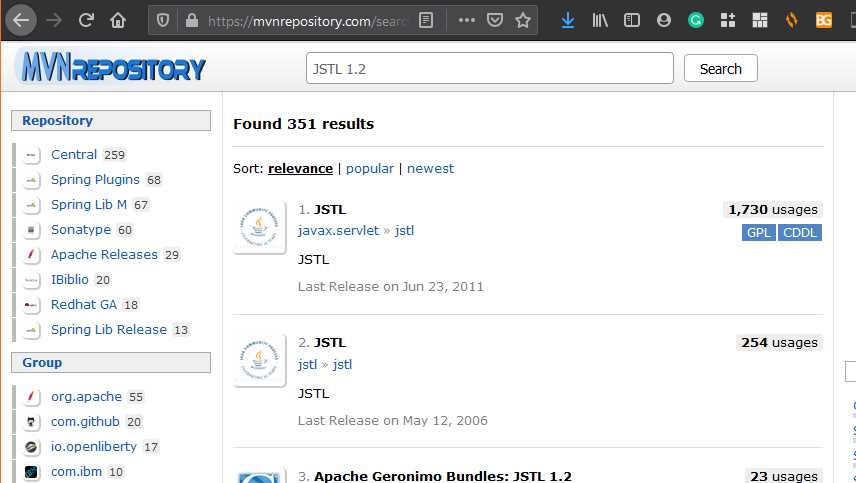 https://mvnrepository.com/searc
MVNREPOSITORY
JSTL 1.2
Search
Repository
Central 259
Spring Plugins 68
Spring Lib M 67
Sonatype 60
Apache Releases 29
IBiblio 20
Redhat GA 18
Spring Lib Release 13
Group
org.apache 55
com.github 20
io.openliberty 17
com.ibm 10
Found 351 results
Sort: relevance | popular | newest
1. JSTL
1,730 usages
javax.servlet » jstl
GPL CDDL
JSTL
Last Release on Jun 23, 2011
2. JSTL
254 usages
jstl » jstl
JSTL
Last Release on May 12, 2006
3. Apache Geronimo Bundles: JSTL 1.2
23 usages